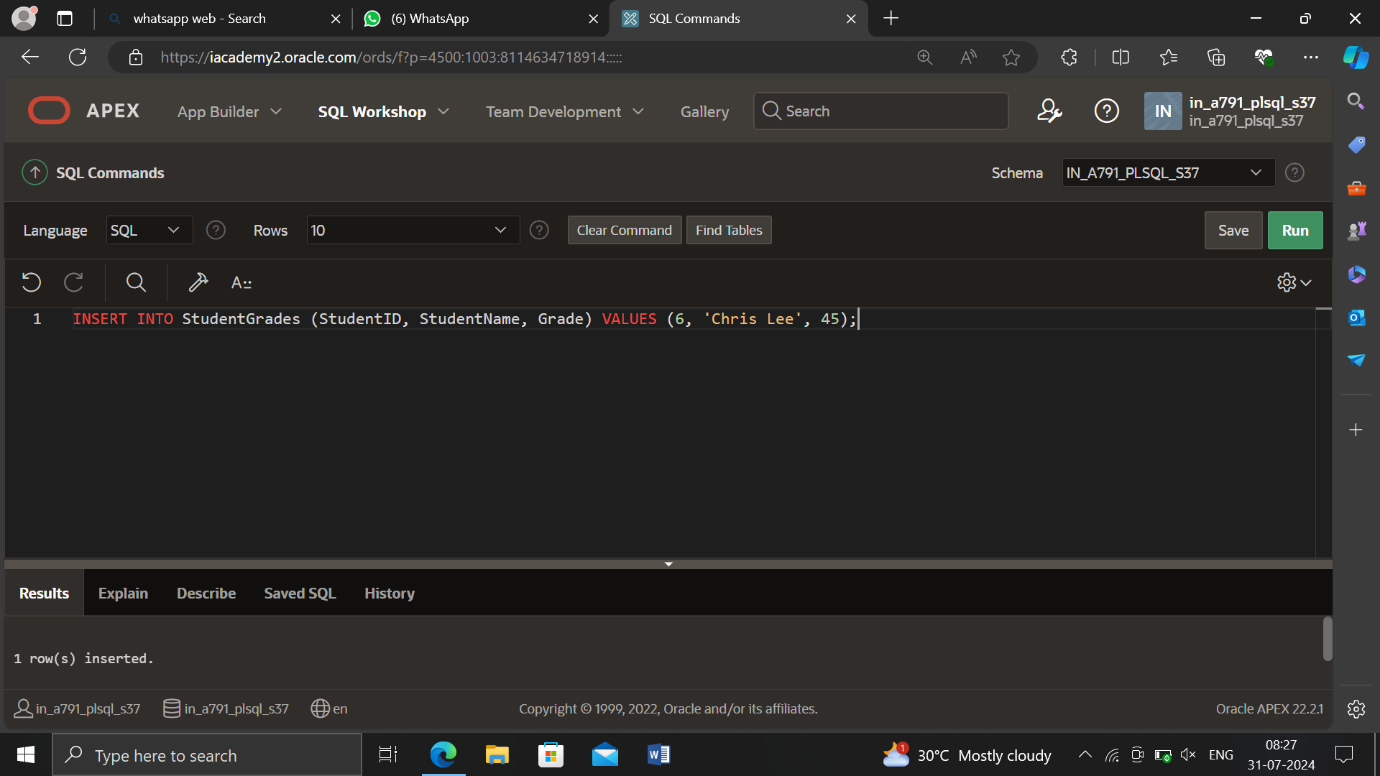 whatsapp web - Search
(6) WhatsApp
SQL Commands
https://iacademy2.oracle.com/ords/f?p=4500:1003:8114634718914:::::
APEX App Builder SQL Workshop Team Development Gallery Search IN in_a791_plsql_s37
in_a791_plsql_s37
SQL Commands Schema IN_A791_PLSQL_S37
Language SQL Rows 10 Clear Command Find Tables Save Run
A::
1 INSERT INTO StudentGrades (StudentID, StudentName, Grade) VALUES (6, 'Chris Lee', 45);
Results Explain Describe Saved SQL History
1 row(s) inserted.
in_a791_plsql_s37 in_a791_plsql_s37 en Copyright © 1999, 2022, Oracle and/or its affiliates. Oracle APEX 22.2.1
Type here to search 1 30°C Mostly cloudy ENG 08:27
31-07-2024